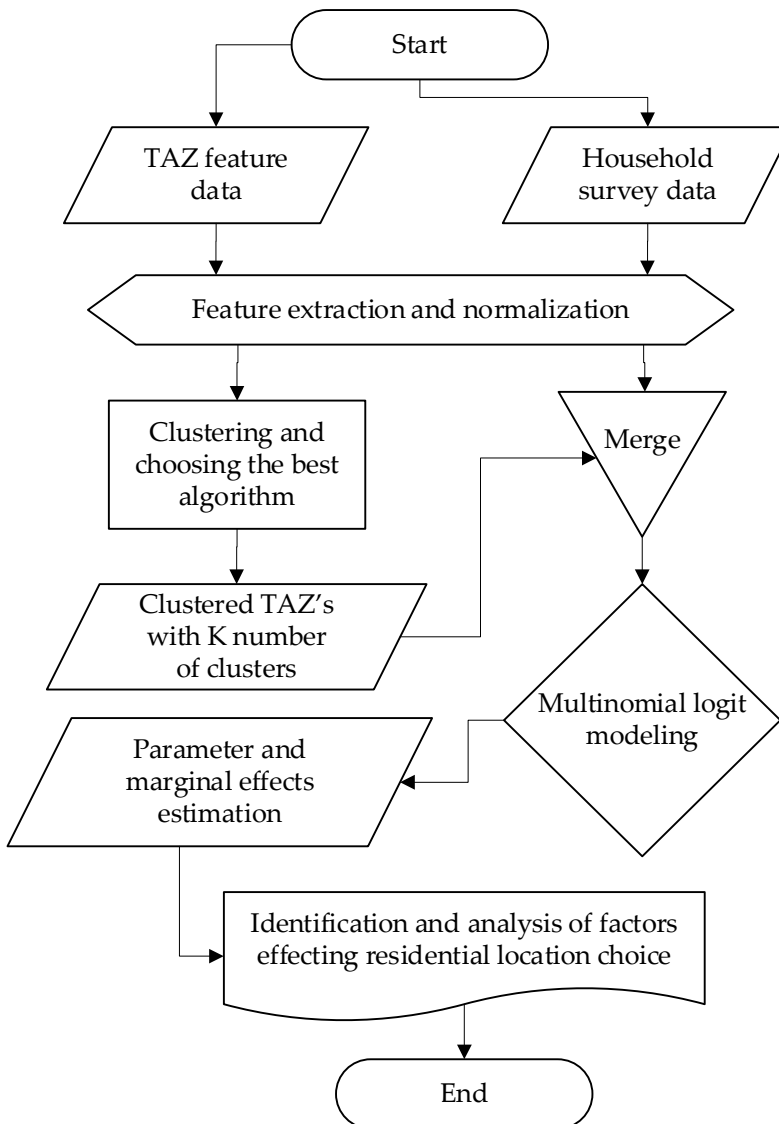 Start
TAZ feature
data
Household
survey data
Feature extraction and normalization
Clustering and
choosing the best
algorithm
Merge
Clustered TAZ's
with K number
of clusters
Multinomial logit
modeling
Parameter and
marginal effects
estimation
Identification and analysis of factors
effecting residential location choice
End